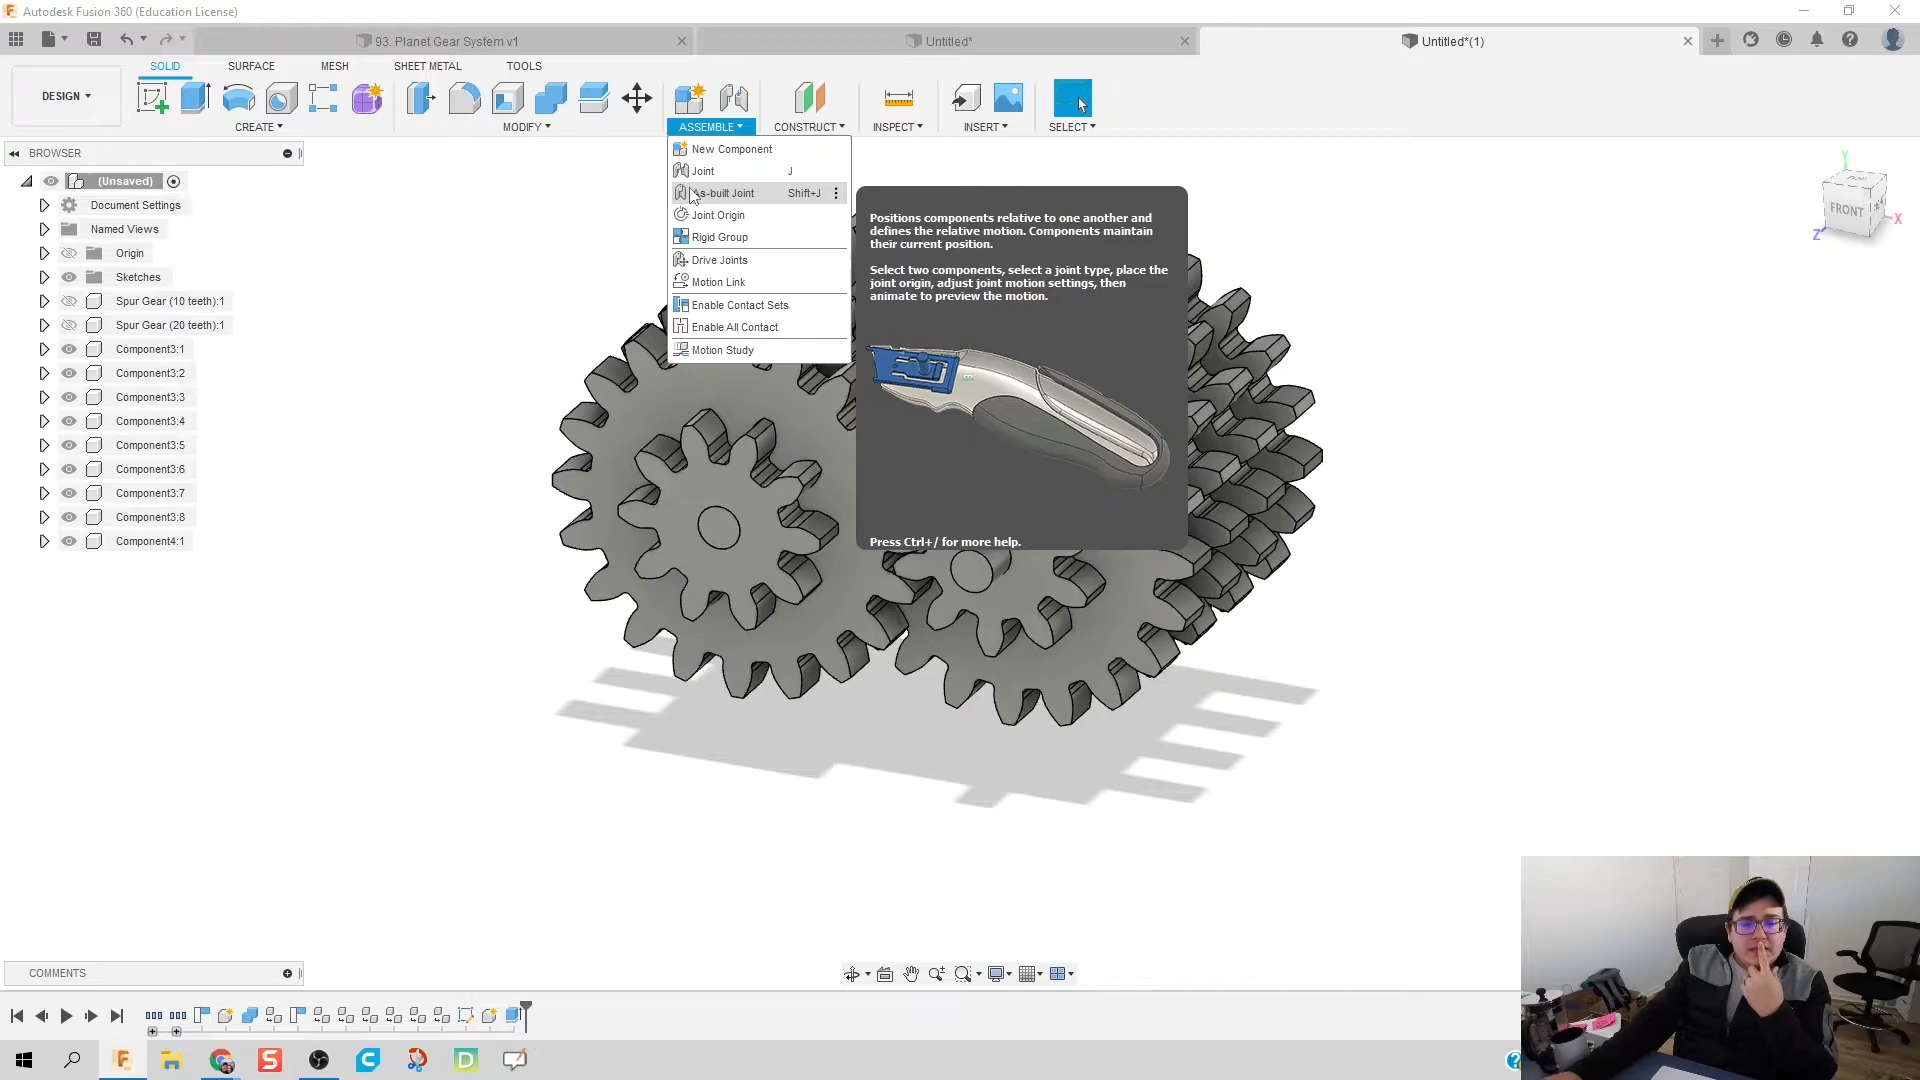 Autodesk Fusion 360 (Education License)
93. Planet Gear System v1
Untitled*
Untitled*(1)
DESIGN
SOLID
SURFACE
MESH
SHEET METAL
TOOLS
CREATE
MODIFY
ASSEMBLE
CONSTRUCT
INSPECT
INSERT
SELECT
BROWSER
(Unsaved)
Document Settings
Named Views
Origin
Sketches
Spur Gear (10 teeth):1
Spur Gear (20 teeth):1
Component3:1
Component3:2
Component3:3
Component3:4
Component3:5
Component3:6
Component3:7
Component3:8
Component4:1
New Component
Joint J
As-built Joint Shift+J
Joint Origin
Rigid Group
Drive Joints
Motion Link
Enable Contact Sets
Enable All Contact
Motion Study
Positions components relative to one another and
defines the relative motion. Components maintain
their current position.
Select two components, select a joint type, place the
joint origin, adjust joint motion settings, then
animate to preview the motion.
Press Ctrl+/ for more help.
Y
FRONT
X
Z
COMMENTS